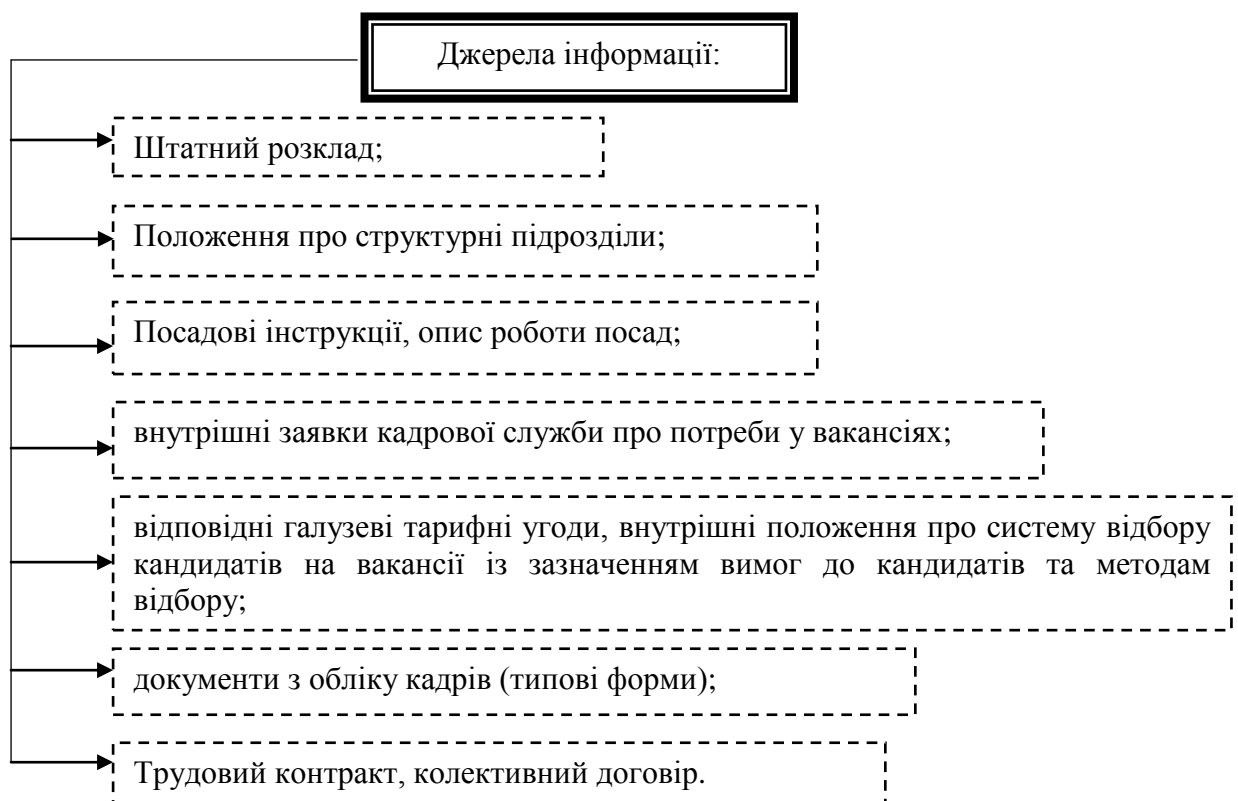 Джерела інформації:
Штатний розклад;
Положення про структурні підрозділи;
Посадові інструкції, опис роботи посад;
внутрішні заявки кадрової служби про потреби у вакансіях;
відповідні галузеві тарифні угоди, внутрішні положення про систему відбору
кандидатів на вакансії із зазначенням вимог до кандидатів та методам
відбору;
документи з обліку кадрів (типові форми);
Трудовий контракт, колективний договір.